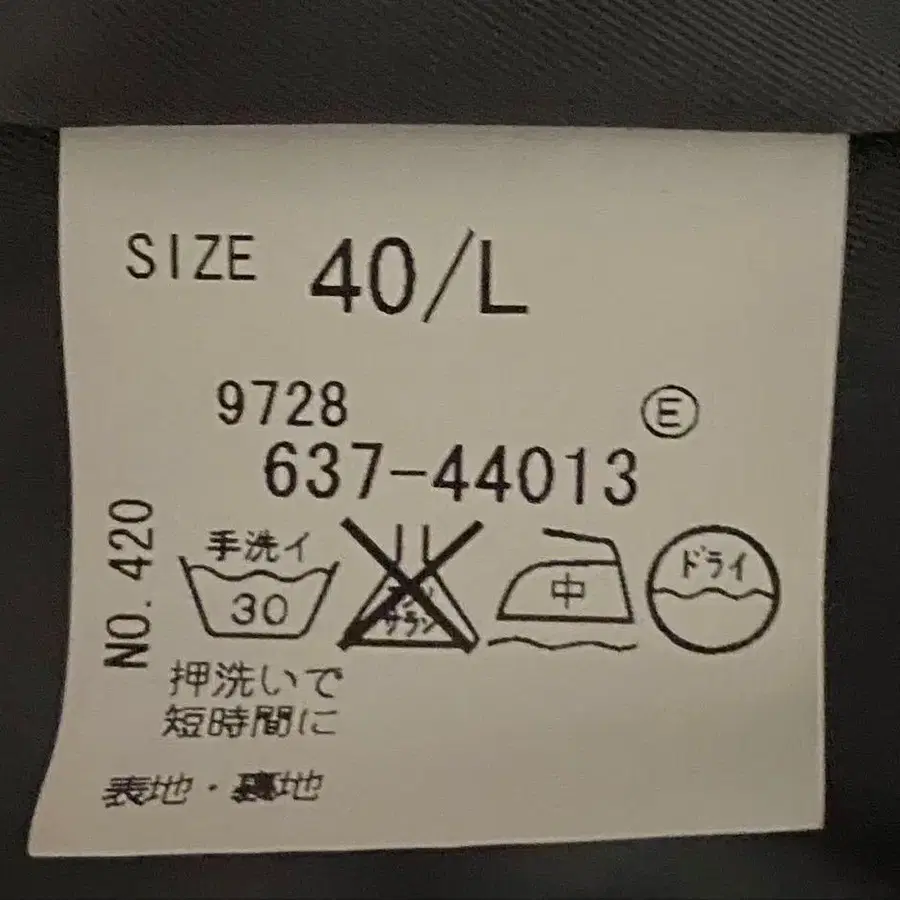 SIZE 40/L
9728
Ⓔ
637-44013
NO. 420
手洗イ
30
中
ドライ
押洗いで
短時間に
表地・裏地